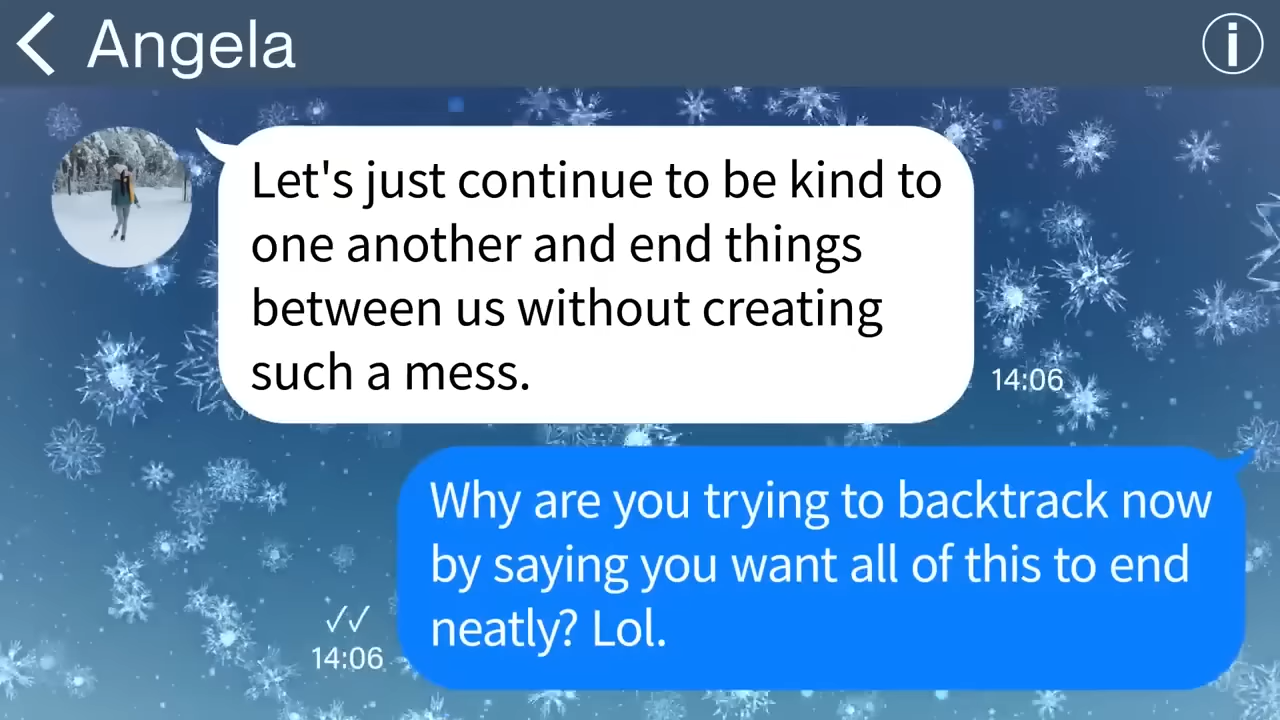 Angela
Let's just continue to be kind to
one another and end things
between us without creating
such a mess.
14:06
Why are you trying to backtrack now
by saying you want all of this to end
neatly? Lol.
14:06